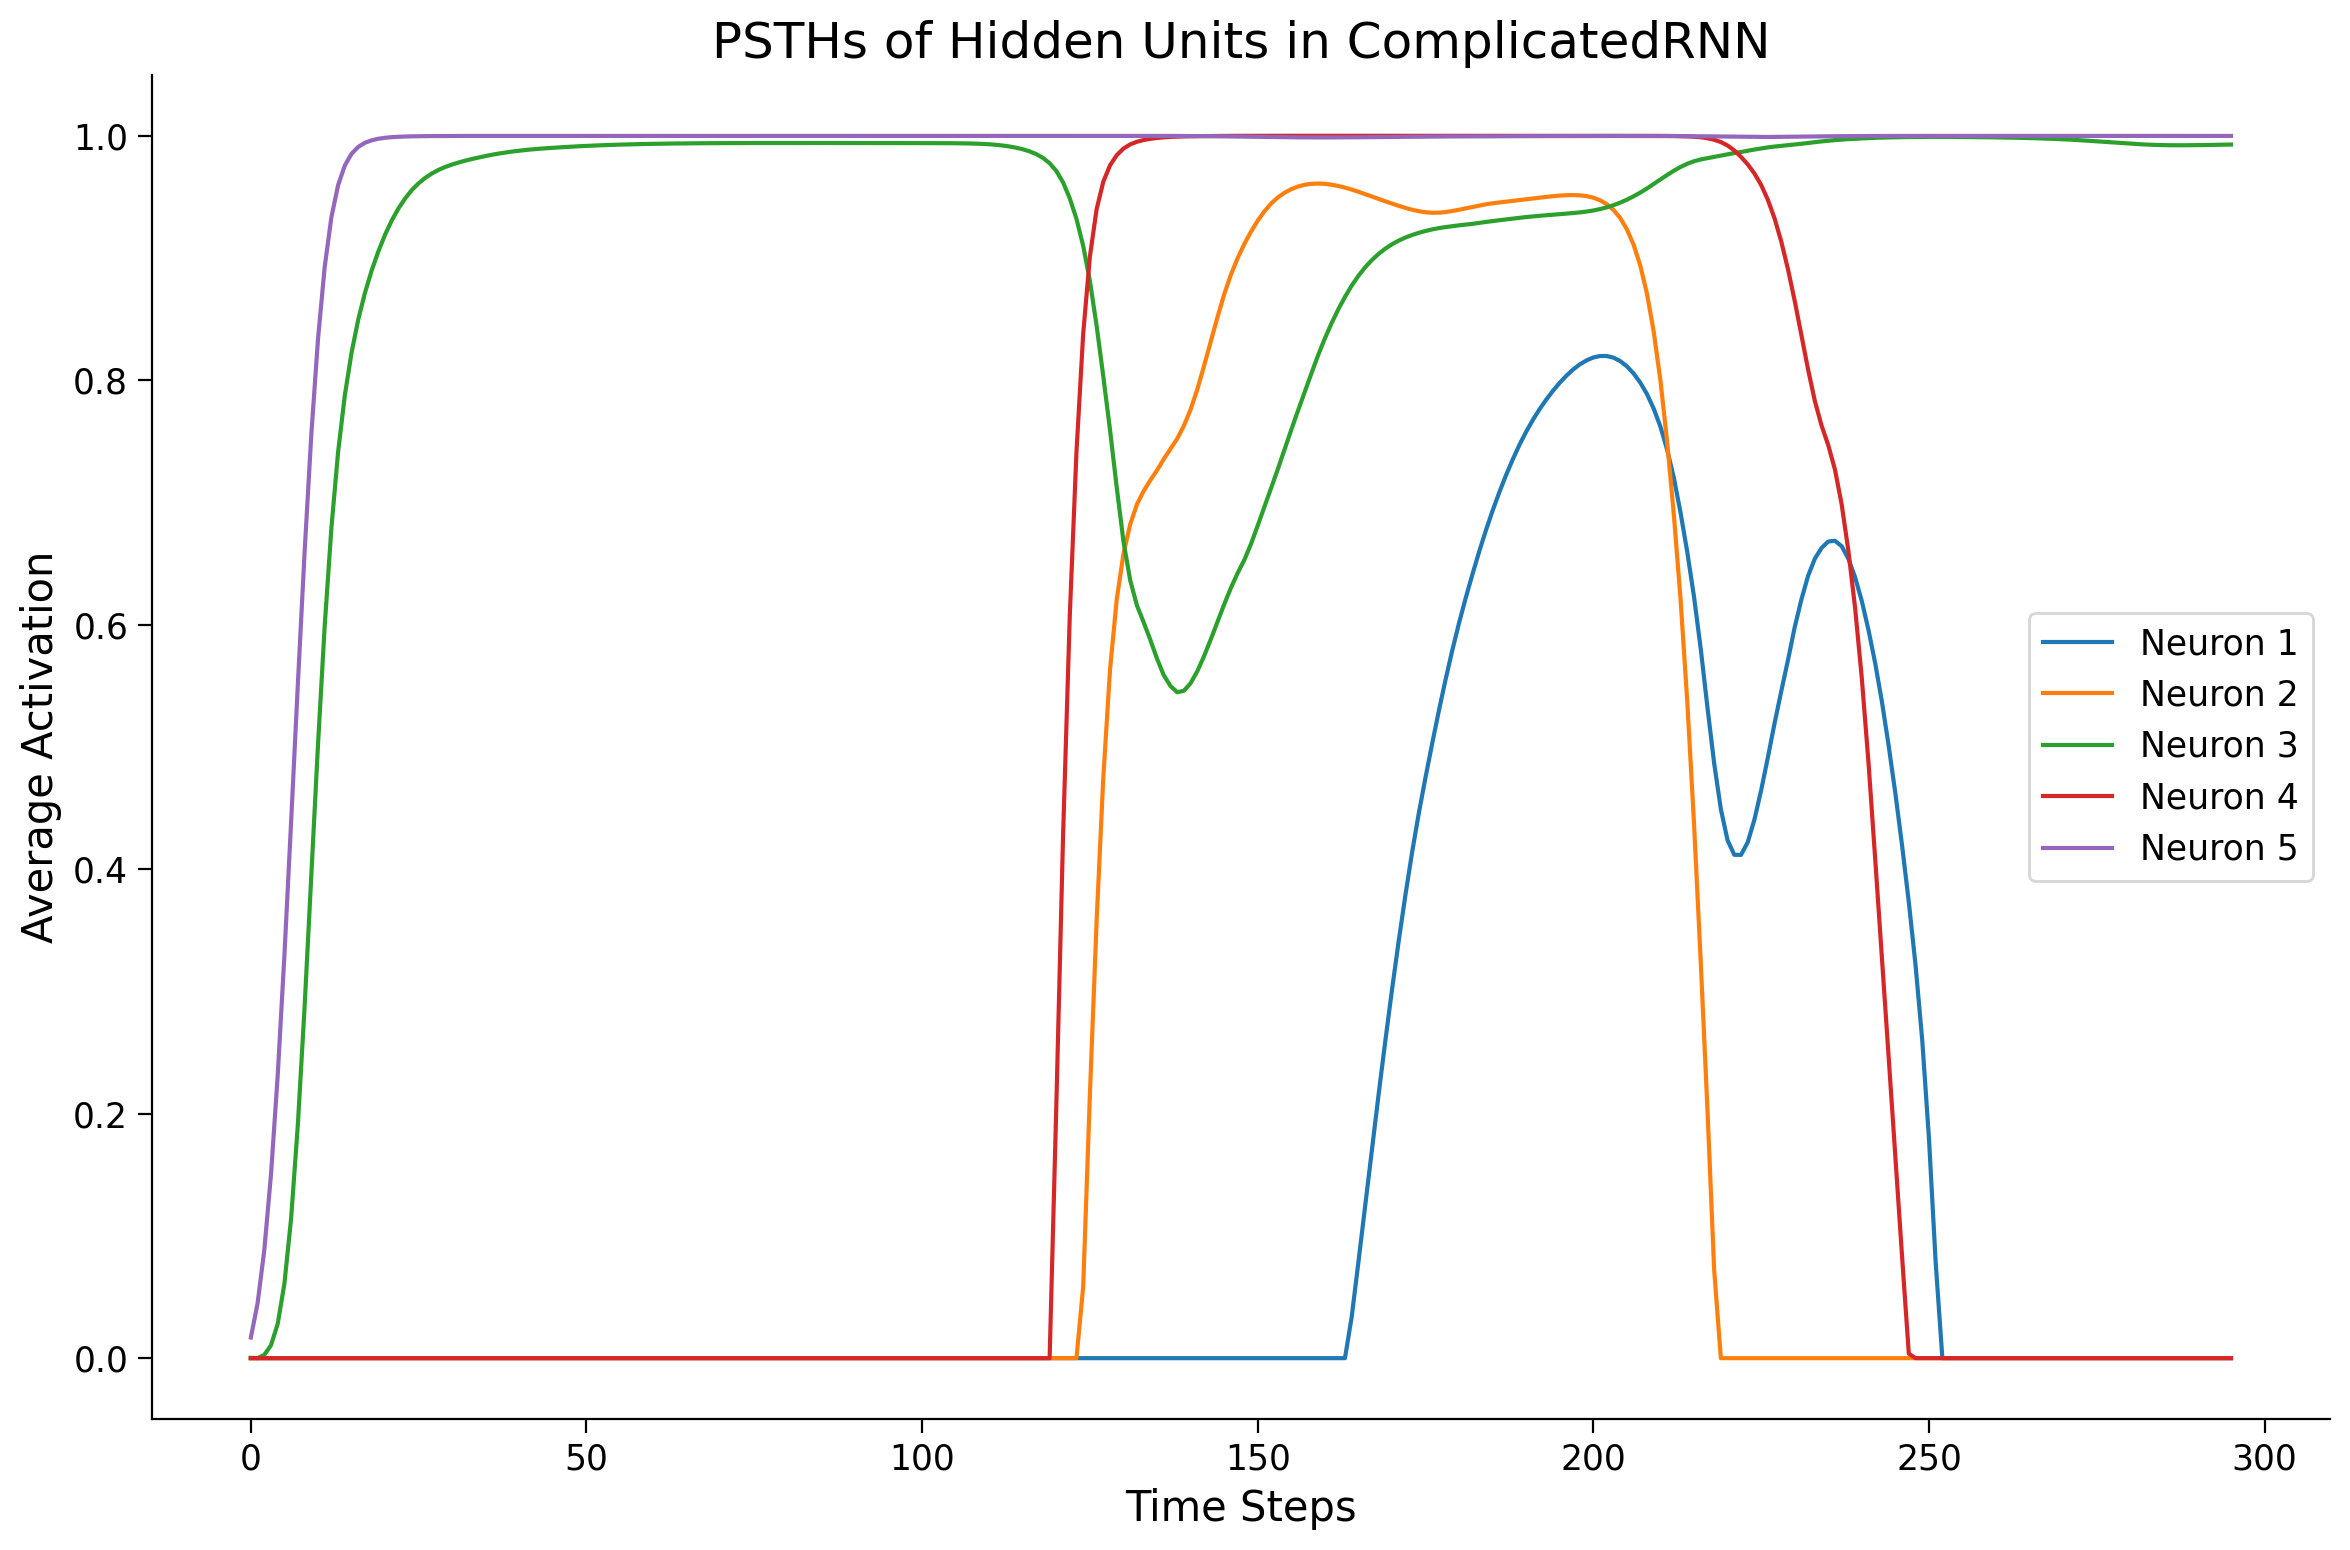 PSTHs of Hidden Units in ComplicatedRNN
Average Activation
1.0
0.8
0.6
0.4
0.2
0.0
Neuron 1
Neuron 2
Neuron 3
Neuron 4
Neuron 5
0 50 100 150 200 250 300
Time Steps